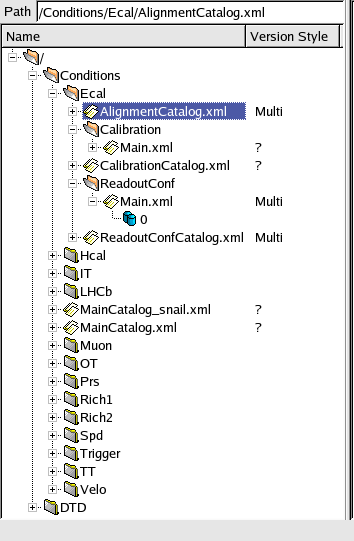 Path /Conditions/Ecal/AlignmentCatalog.xml
Name Version Style
/
Conditions
Ecal
AlignmentCatalog.xml Multi
Calibration
Main.xml ?
CalibrationCatalog.xml ?
ReadoutConf
Main.xml Multi
0
ReadoutConfCatalog.xml Multi
Hcal
IT
LHCb
MainCatalog_snail.xml ?
MainCatalog.xml ?
Muon
OT
Prs
Rich1
Rich2
Spd
Trigger
TT
Velo
DTD